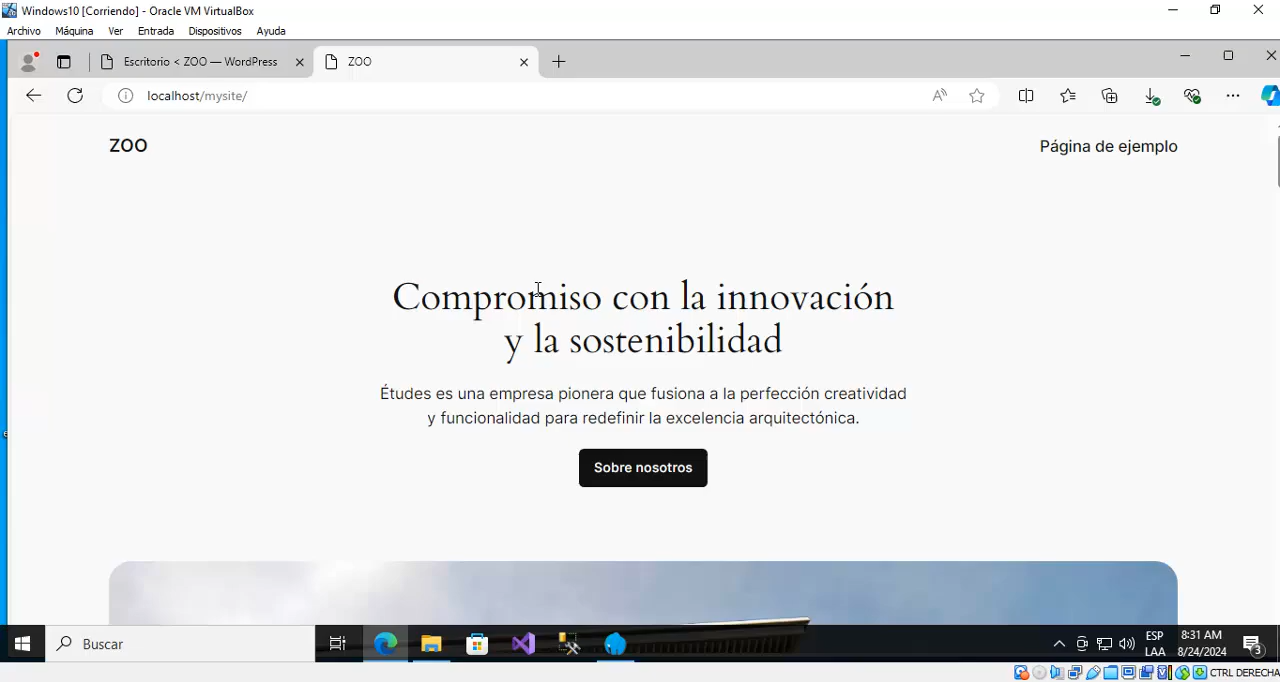 Windows10 [Corriendo] - Oracle VM VirtualBox
Archivo Máquina Ver Entrada Dispositivos Ayuda
Escritorio < ZOO — WordPress
ZOO
localhost/mysite/
ZOO
Página de ejemplo
Compromiso con la innovación
y la sostenibilidad
Études es una empresa pionera que fusiona a la perfección creatividad
y funcionalidad para redefinir la excelencia arquitectónica.
Sobre nosotros
Buscar
ESP
LAA
8:31 AM
8/24/2024
3
CTRL DERECHA